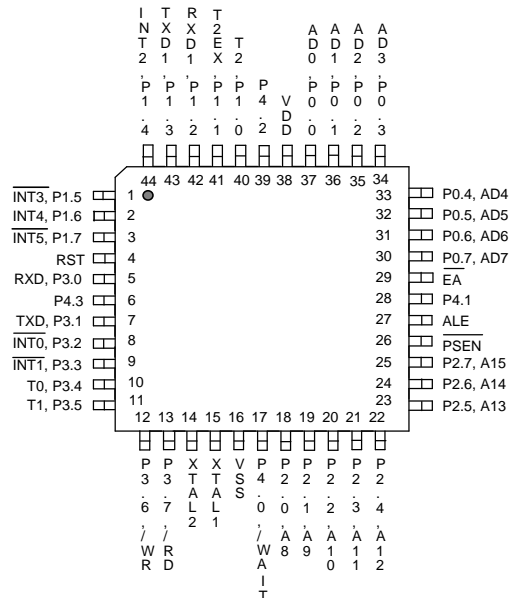 INT2,P1.4
TXD1,P1.3
RXD1,P1.2
T2EX,P1.1
T2,P1.0
P4.2
VDD
AD0,P0.0
AD1,P0.1
AD2,P0.2
AD3,P0.3
44 43 42 41 40 39 38 37 36 35 34
INT3, P1.5 1 33 P0.4, AD4
INT4, P1.6 2 32 P0.5, AD5
INT5, P1.7 3 31 P0.6, AD6
RST 4 30 P0.7, AD7
RXD, P3.0 5 29 EA
P4.3 6 28 P4.1
TXD, P3.1 7 27 ALE
INT0, P3.2 8 26 PSEN
INT1, P3.3 9 25 P2.7, A15
T0, P3.4 10 24 P2.6, A14
T1, P3.5 11 23 P2.5, A13
12 13 14 15 16 17 18 19 20 21 22
P3.6,/WR
P3.7,/RD
XTAL2
XTAL1
VSS
P4.0,/WAIT
P2.0,A8
P2.1,A9
P2.2,A10
P2.3,A11
P2.4,A12